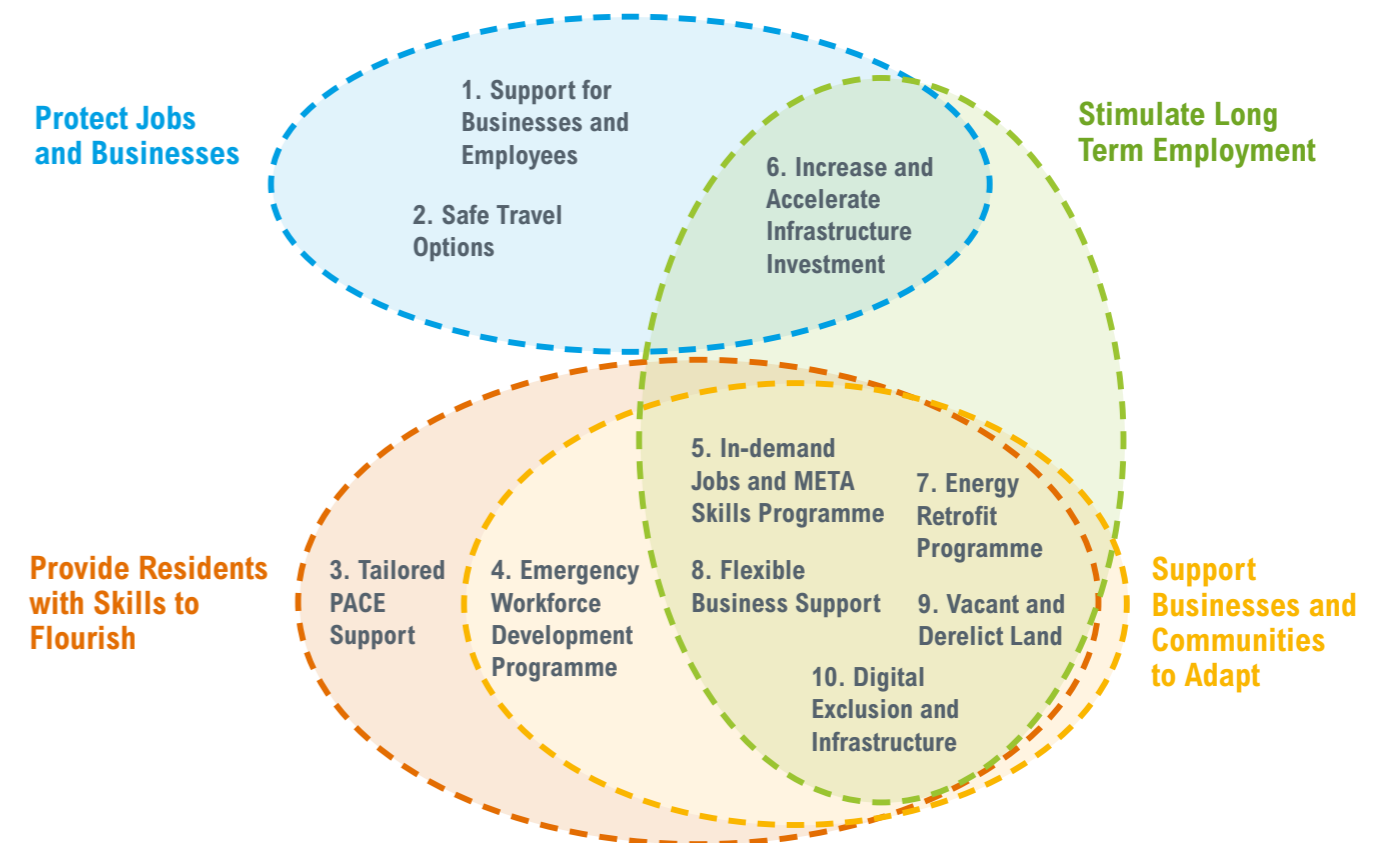 Protect Jobs
and Businesses
1. Support for
Businesses and
Employees
2. Safe Travel
Options
6. Increase and
Accelerate
Infrastructure
Investment
Stimulate Long
Term Employment
Provide Residents
with Skills to
Flourish
3. Tailored
PACE
Support
4. Emergency
Workforce
Development
Programme
5. In-demand
Jobs and META
Skills Programme
7. Energy
Retrofit
Programme
8. Flexible
Business Support
9. Vacant and
Derelict Land
10. Digital
Exclusion and
Infrastructure
Support
Businesses and
Communities
to Adapt